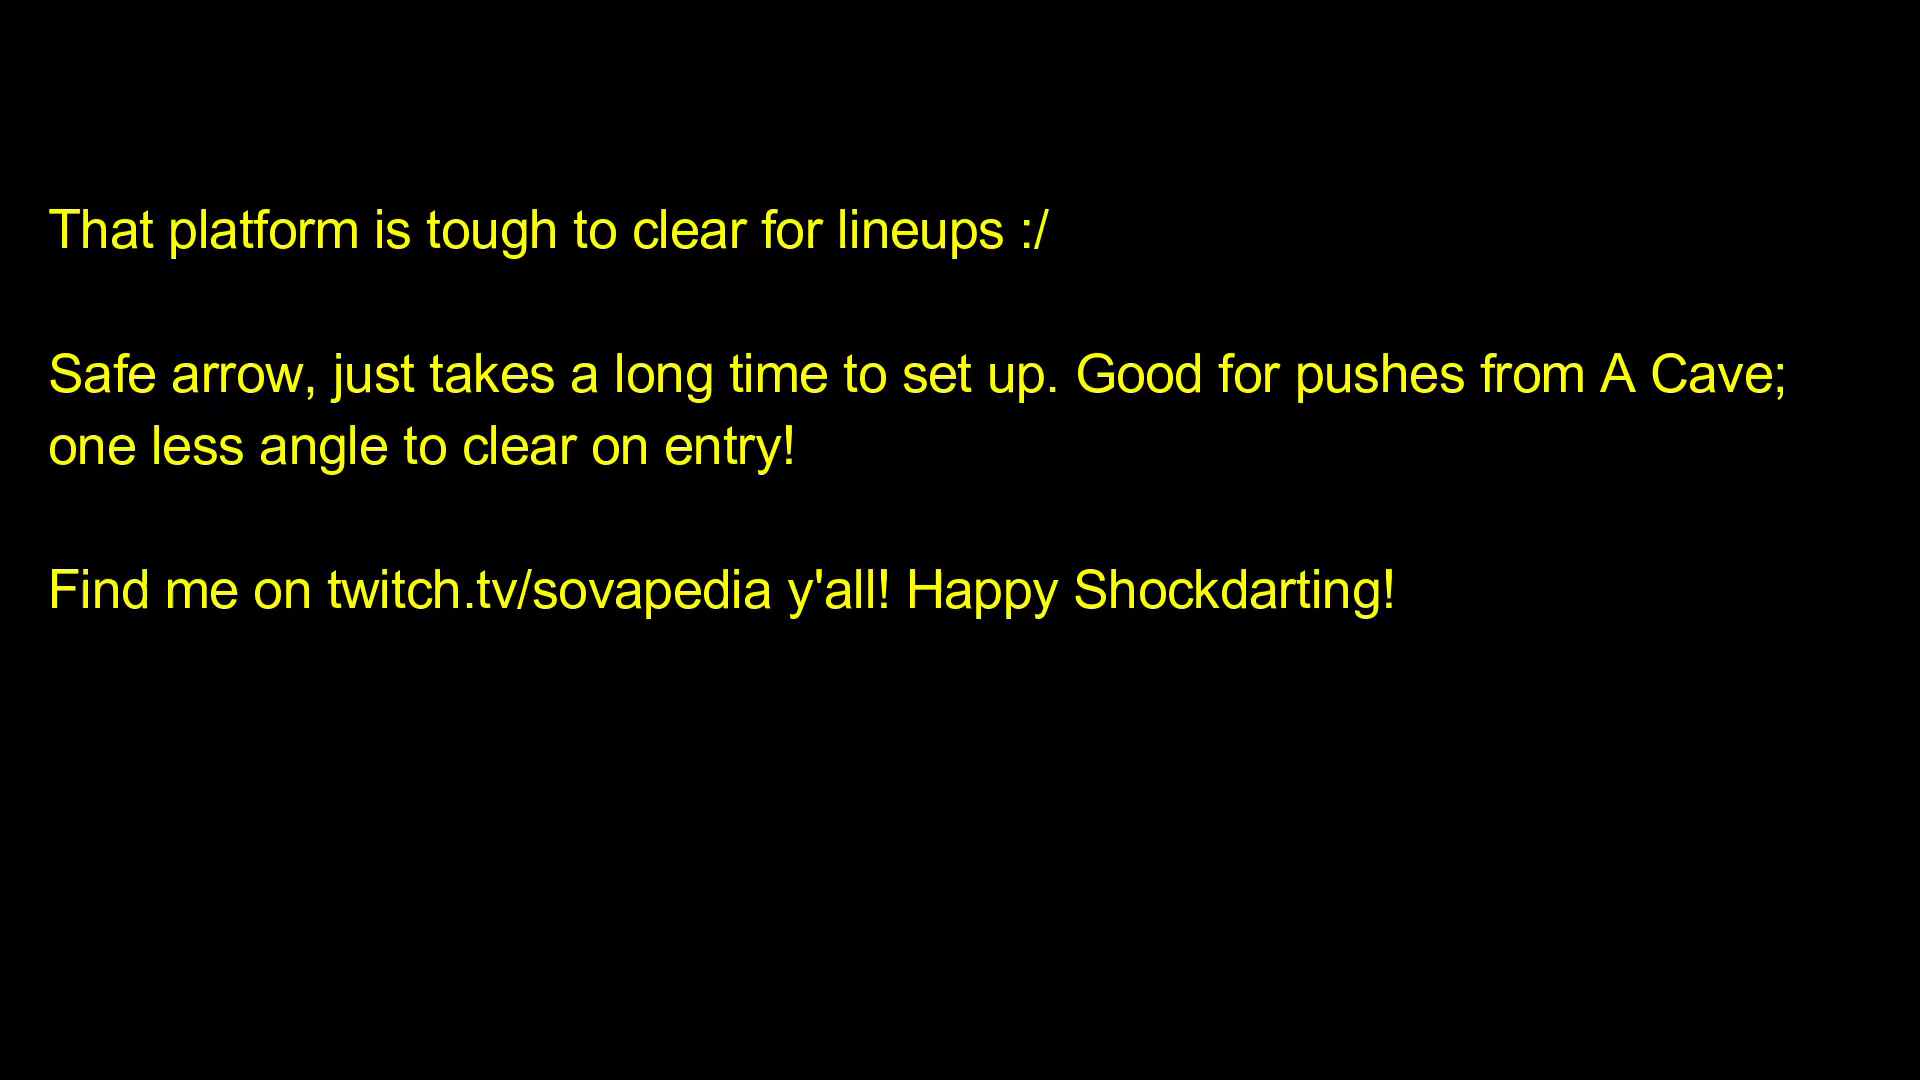 That platform is tough to clear for lineups :/
Safe arrow, just takes a long time to set up. Good for pushes from A Cave;
one less angle to clear on entry!
Find me on twitch.tv/sovapedia y'all! Happy Shockdarting!